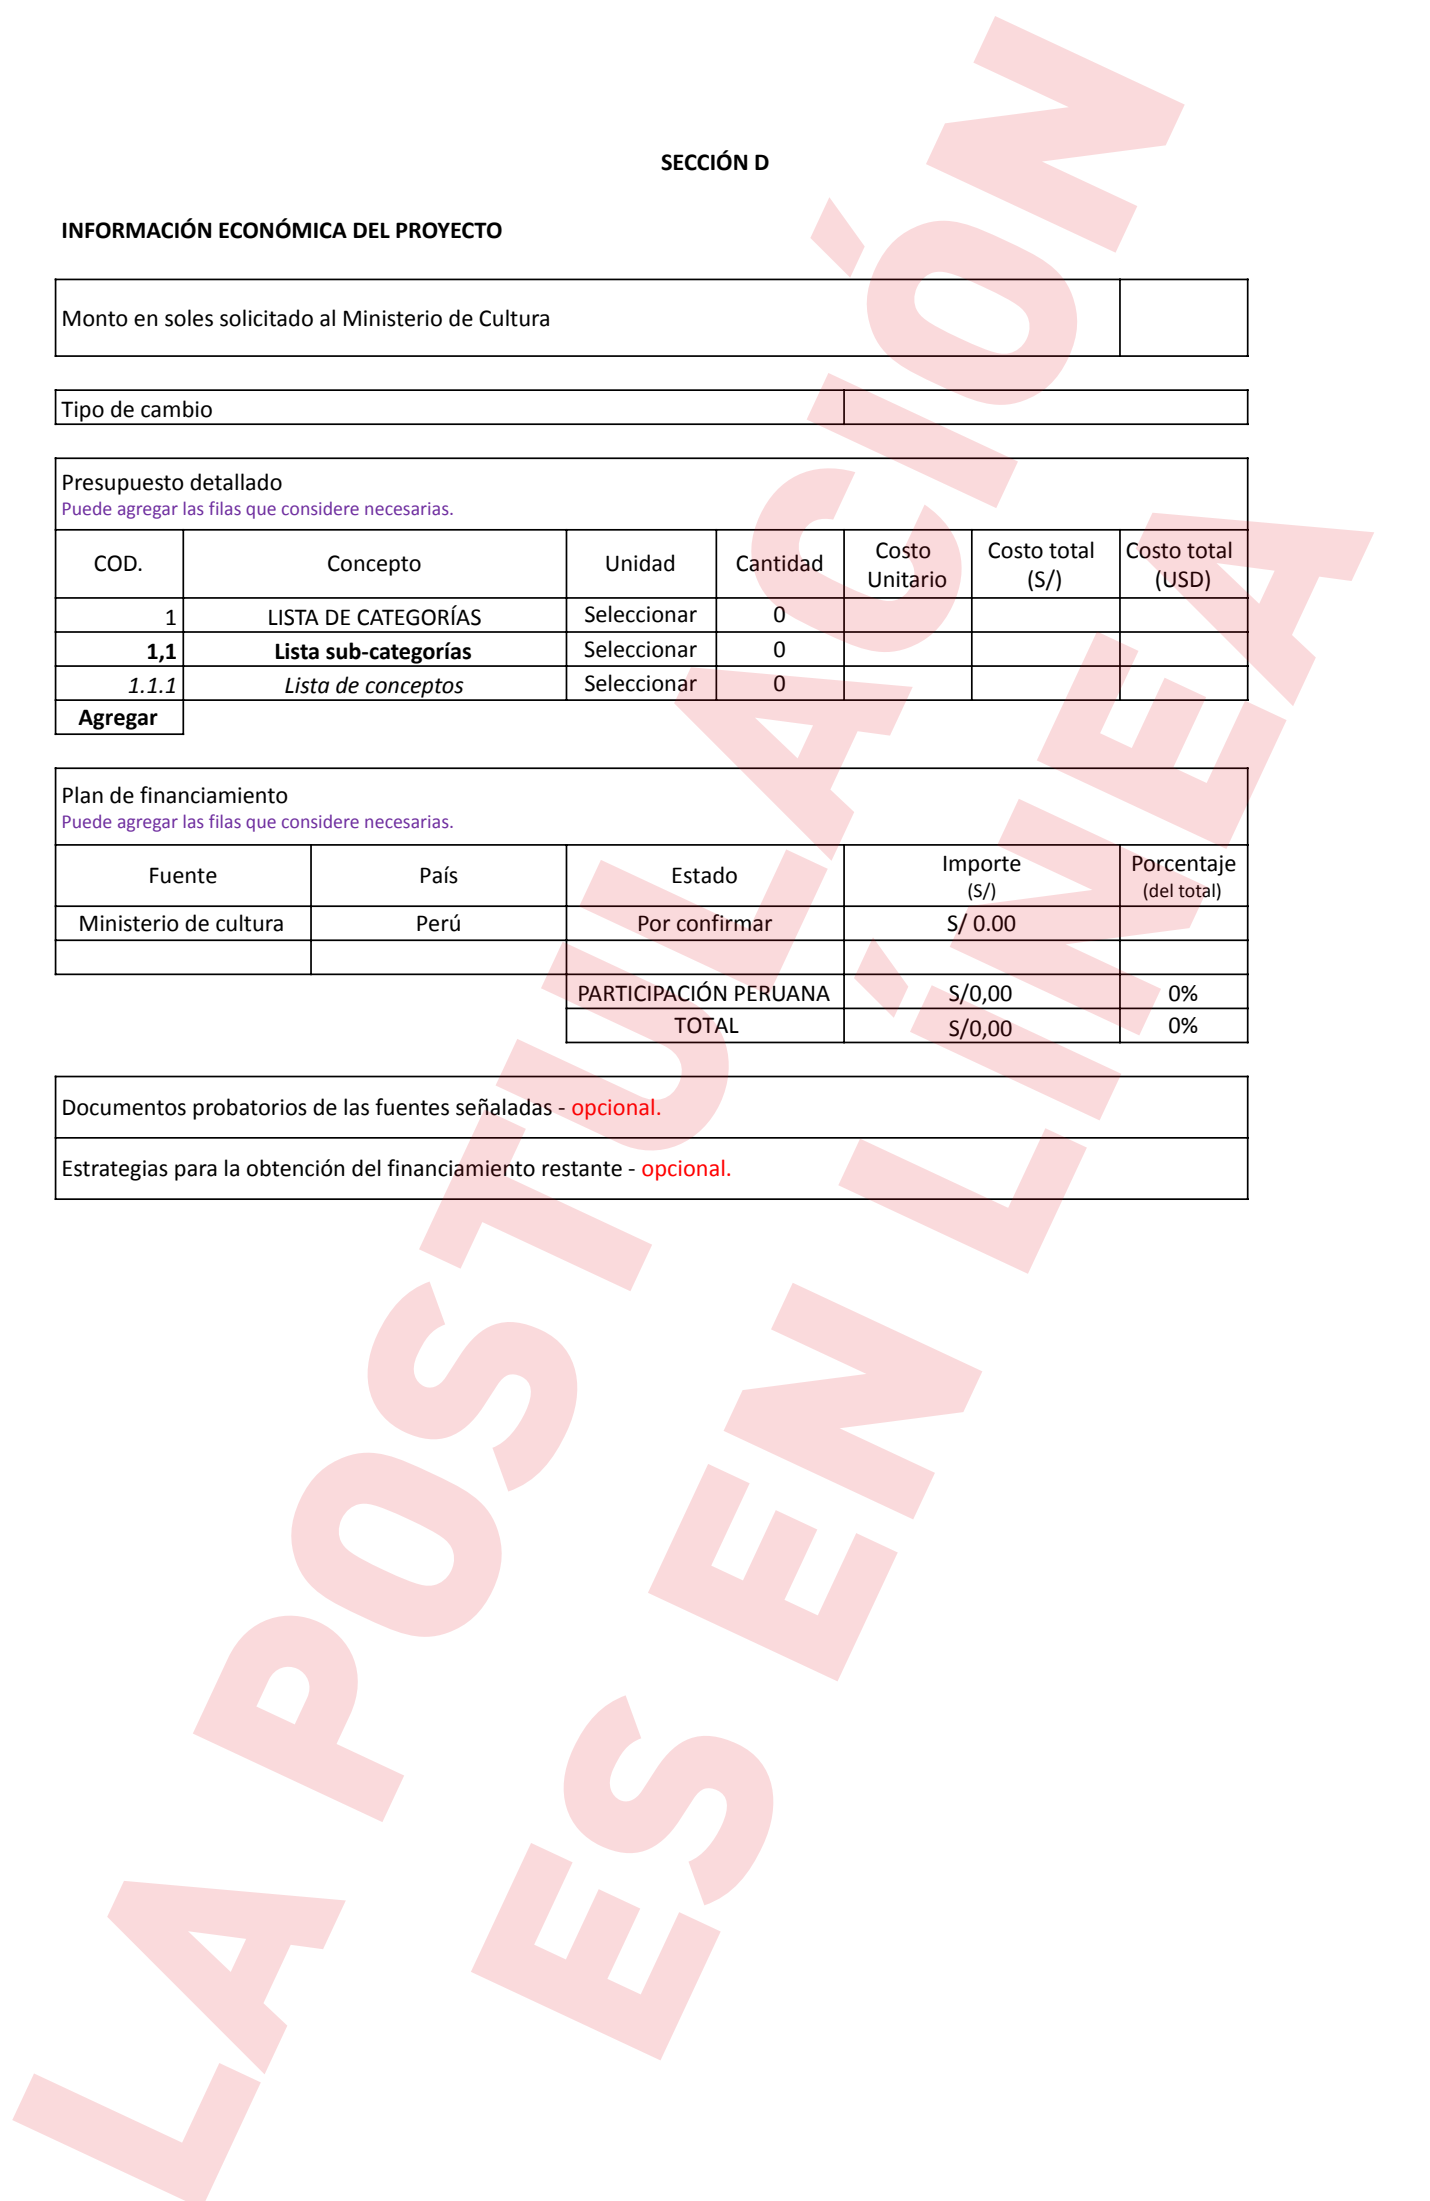 SECCIÓN D
INFORMACIÓN ECONÓMICA DEL PROYECTO
Monto en soles solicitado al Ministerio de Cultura
Tipo de cambio
Presupuesto detallado
Puede agregar las filas que considere necesarias.
COD. Concepto Unidad Cantidad Costo Unitario Costo total (S/) Costo total (USD)
1 LISTA DE CATEGORÍAS Seleccionar 0
1,1 Lista sub-categorías Seleccionar 0
1.1.1 Lista de conceptos Seleccionar 0
Agregar
Plan de financiamiento
Puede agregar las filas que considere necesarias.
Fuente País Estado Importe (S/) Porcentaje (del total)
Ministerio de cultura Perú Por confirmar S/ 0.00
PARTICIPACIÓN PERUANA S/0,00 0%
TOTAL S/0,00 0%
Documentos probatorios de las fuentes señaladas - opcional.
Estrategias para la obtención del financiamiento restante - opcional.
LA POSTULACIÓN
ES EN LÍNEA